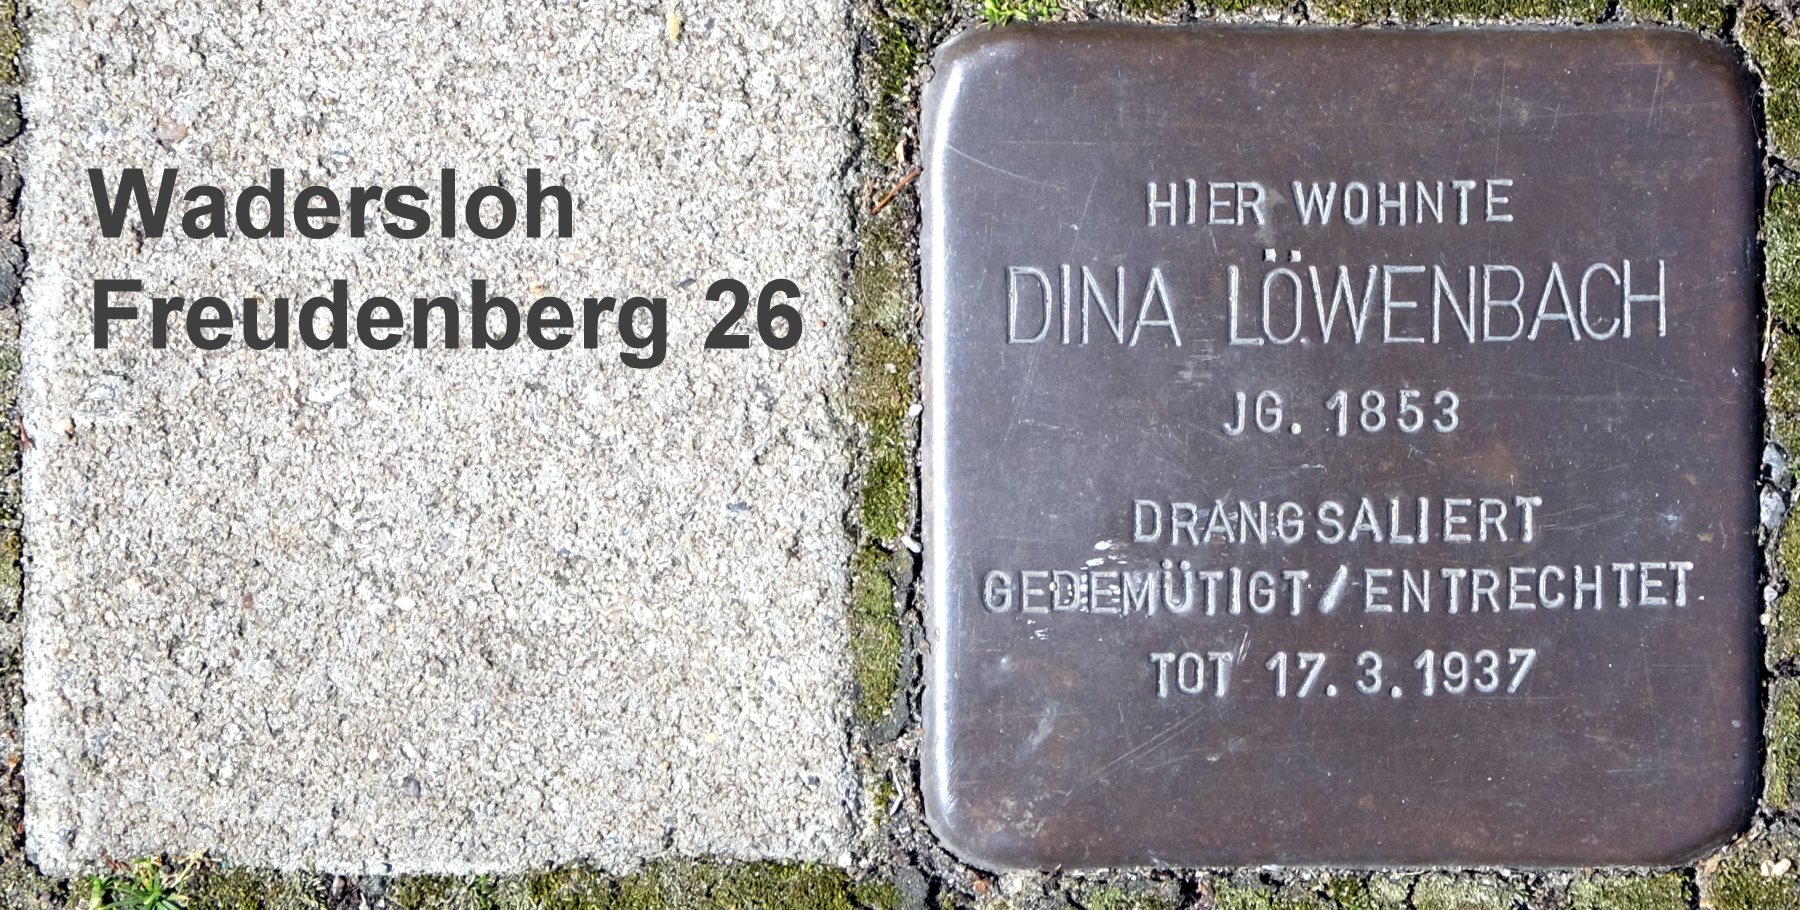 Wadersloh
Freudenberg 26
HIER WOHNTE
DINA LÖWENBACH
JG. 1853
DRANGSALIERT
GEDEMÜTIGT/ENTRECHTET
TOT 17.3.1937